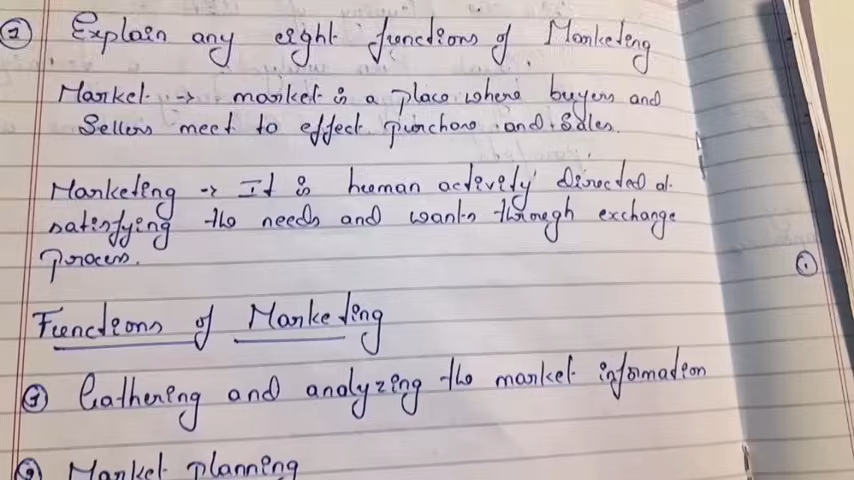 ② Explain any eight functions of Marketing
Market → market is a place where buyers and
Sellers meet to effect purchase and Sales.
Marketing → It is human activity directed at
satisfying the needs and wants through exchange
process.
Functions of Marketing
① Gathering and analyzing the market information
② Market planning